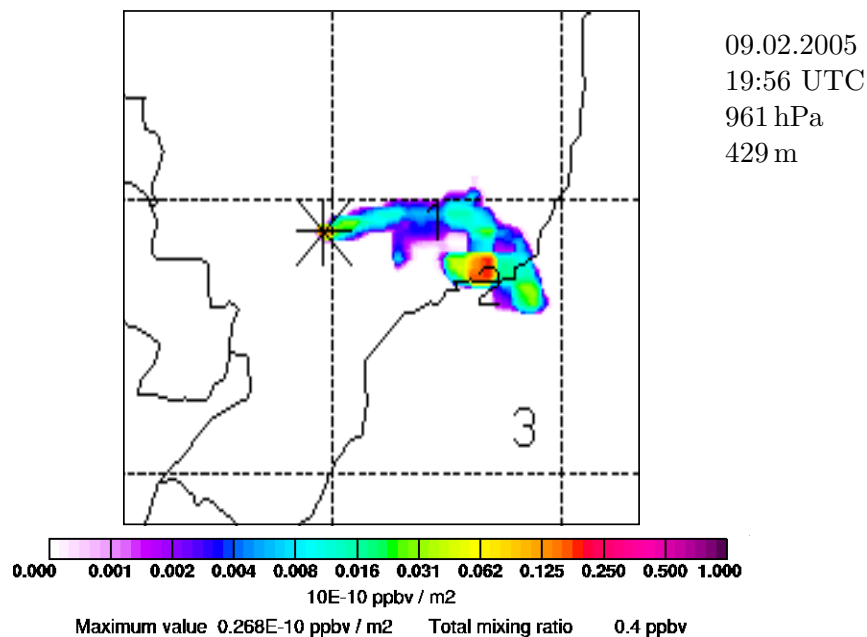 09.02.2005
19:56 UTC
961 hPa
429 m
1
2
3
0.000 0.001 0.002 0.004 0.008 0.016 0.031 0.062 0.125 0.250 0.500 1.000
10E-10 ppbv / m2
Maximum value 0.268E-10 ppbv / m2 Total mixing ratio 0.4 ppbv